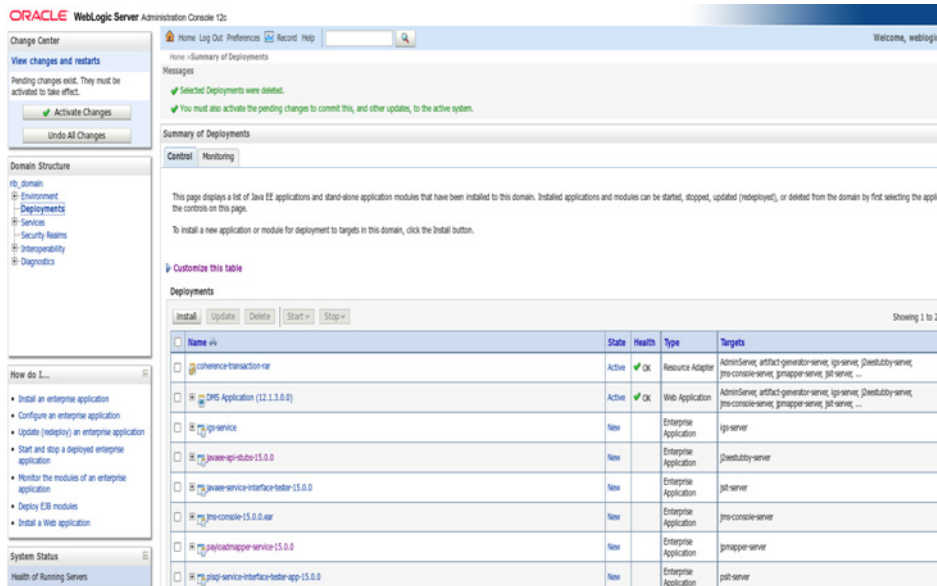 ORACLE WebLogic Server Administration Console 12c
Change Center
View changes and restarts
Pending changes exist. They must be
activated to take effect.
Activate Changes
Undo All Changes
Domain Structure
rib_domain
Environment
Deployments
Services
Security Realms
Interoperability
Diagnostics
How do I...
Install an enterprise application
Configure an enterprise application
Update (redeploy) an enterprise application
Start and stop a deployed enterprise
application
Monitor the modules of an enterprise
application
Deploy EJB modules
Install a Web application
System Status
Health of Running Servers
Home Log Out Preferences Record Help
Welcome, weblogic
Home >Summary of Deployments
Messages
Selected Deployments were deleted.
You must also activate the pending changes to commit this, and other updates, to the active system.
Summary of Deployments
Control Monitoring
This page displays a list of Java EE applications and stand-alone application modules that have been installed to this domain. Installed applications and modules can be started, stopped, updated (redeployed), or deleted from the domain by first selecting the appli
the controls on this page.
To install a new application or module for deployment to targets in this domain, click the Install button.
Customize this table
Deployments
Install Update Delete Start Stop
Showing 1 to 2
Name State Health Type Targets
coherence-transaction-rar Active OK Resource Adapter AdminServer, artifact-generator-server, igs-server, j2eestubby-server,
jms-console-server, jpmapper-server, jsit-server, ...
DMS Application (12.1.3.0.0) Active OK Web Application AdminServer, artifact-generator-server, igs-server, j2eestubby-server,
jms-console-server, jpmapper-server, jsit-server, ...
igs-service New Enterprise
Application igs-server
javaee-api-stubs-15.0.0 New Enterprise
Application j2eestubby-server
javaee-service-interface-tester-15.0.0 New Enterprise
Application jsit-server
jms-console-15.0.0.ear New Enterprise
Application jms-console-server
payloadmapper-service-15.0.0 New Enterprise
Application jpmapper-server
plsql-service-interface-tester-app-15.0.0 New Enterprise
Application psit-server